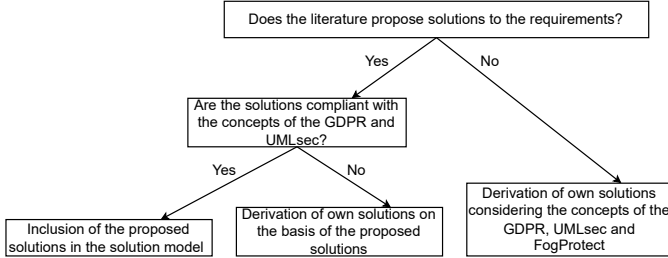 Does the literature propose solutions to the requirements?
Yes
No
Are the solutions compliant with
the concepts of the GDPR and
UMLsec?
Yes
No
Inclusion of the proposed
solutions in the solution model
Derivation of own solutions on
the basis of the proposed
solutions
Derivation of own solutions
considering the concepts of the
GDPR, UMLsec and
FogProtect